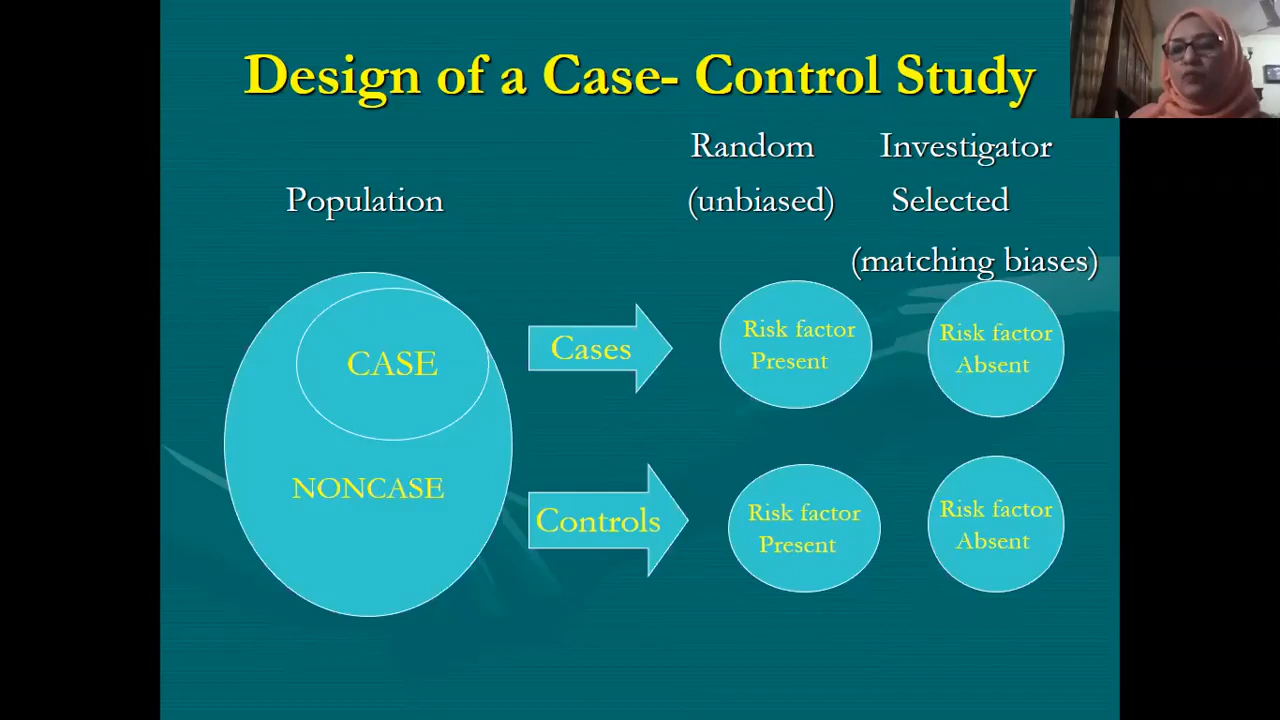 Design of a Case- Control Study
Random
Investigator
Population
(unbiased)
Selected
(matching biases)
CASE
NONCASE
Cases
Risk factor
Present
Risk factor
Absent
Controls
Risk factor
Present
Risk factor
Absent